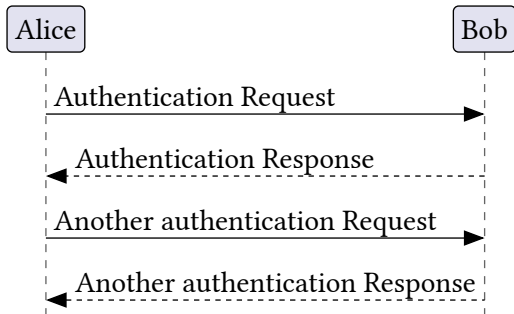 Alice
Bob
Authentication Request
Authentication Response
Another authentication Request
Another authentication Response